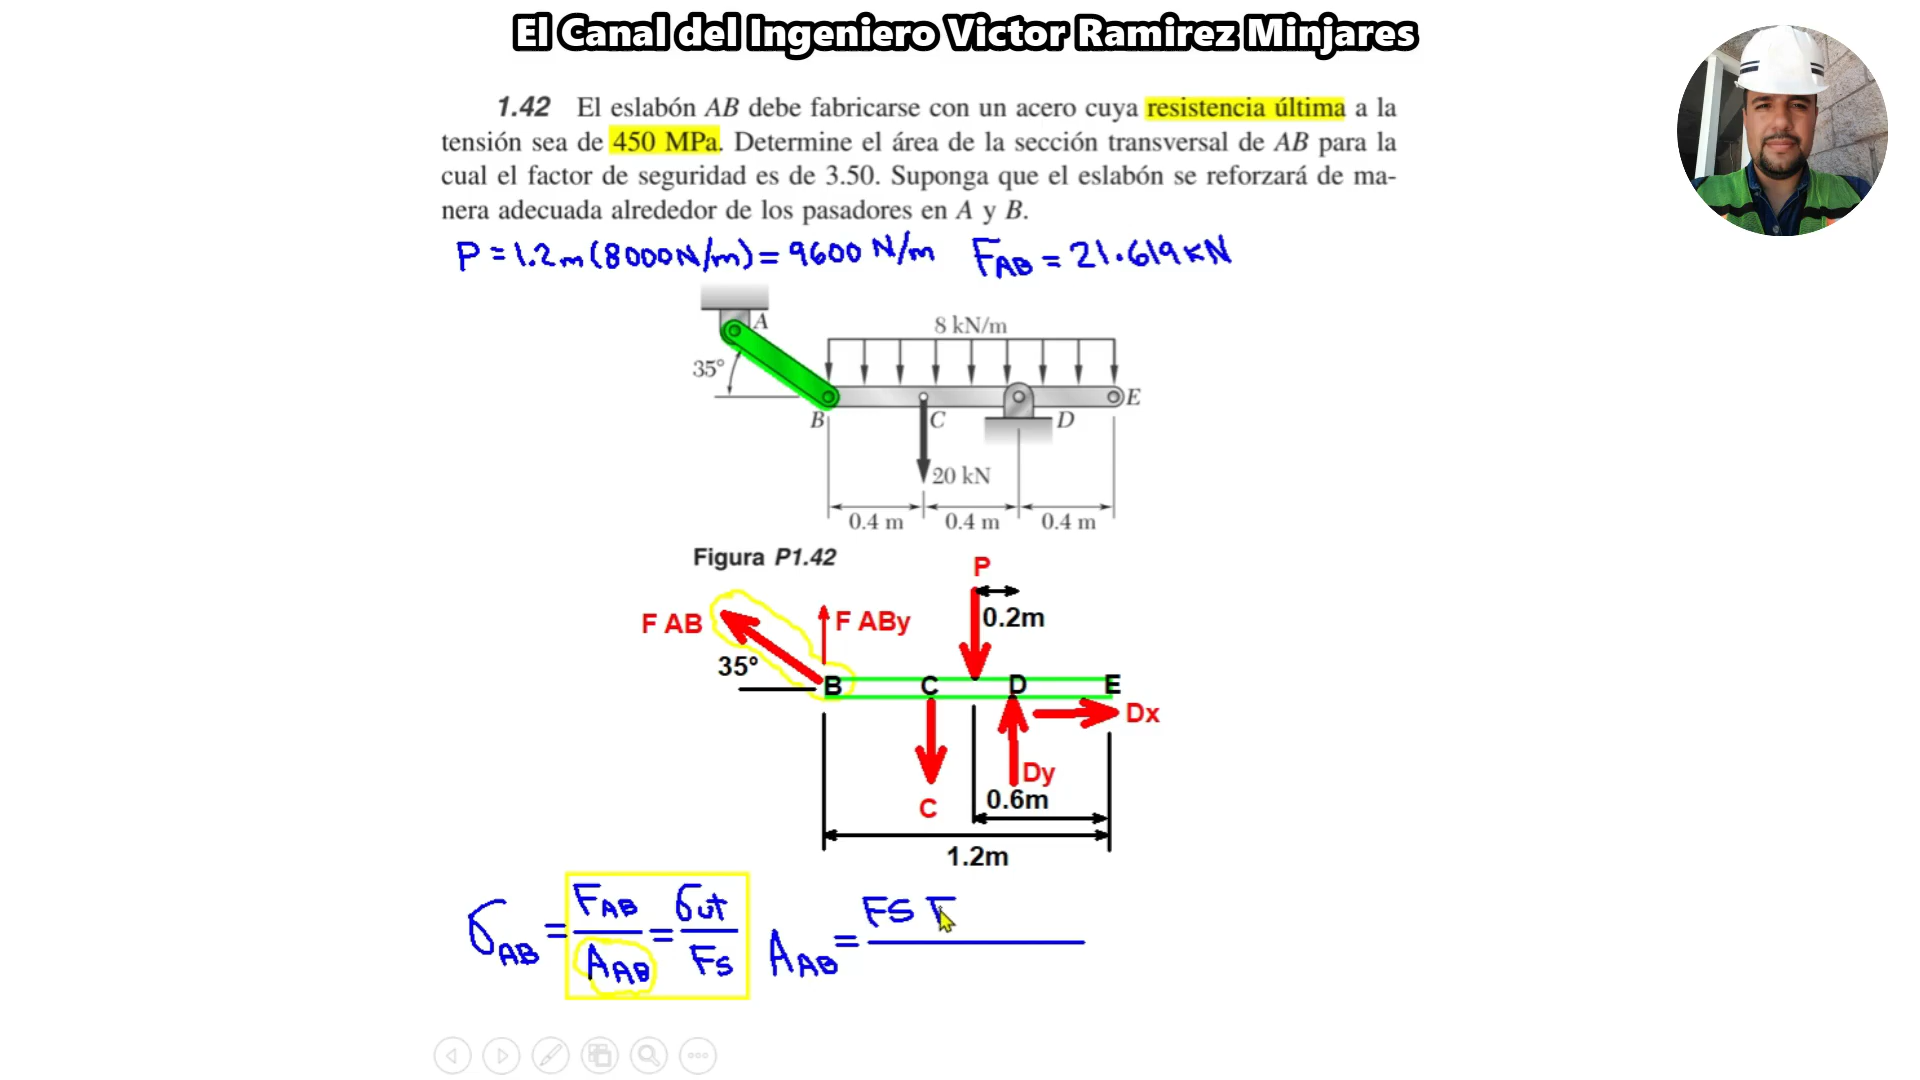 El Canal del Ingeniero Victor Ramirez Minjares
1.42 El eslabón AB debe fabricarse con un acero cuya resistencia última a la
tensión sea de 450 MPa. Determine el área de la sección transversal de AB para la
cual el factor de seguridad es de 3.50. Suponga que el eslabón se reforzará de ma-
nera adecuada alrededor de los pasadores en A y B.
P = 1.2m(8000N/m) = 9600 N/m F_AB = 21.619KN
A
8 kN/m
35°
E
B
C
D
20 kN
0.4 m 0.4 m 0.4 m
Figura P1.42
P
F AB
F ABy
0.2m
35°
B C D E
Dx
Dy
C
0.6m
1.2m
σ_AB = F_AB / A_AB = σut / Fs
A_AB = FS F